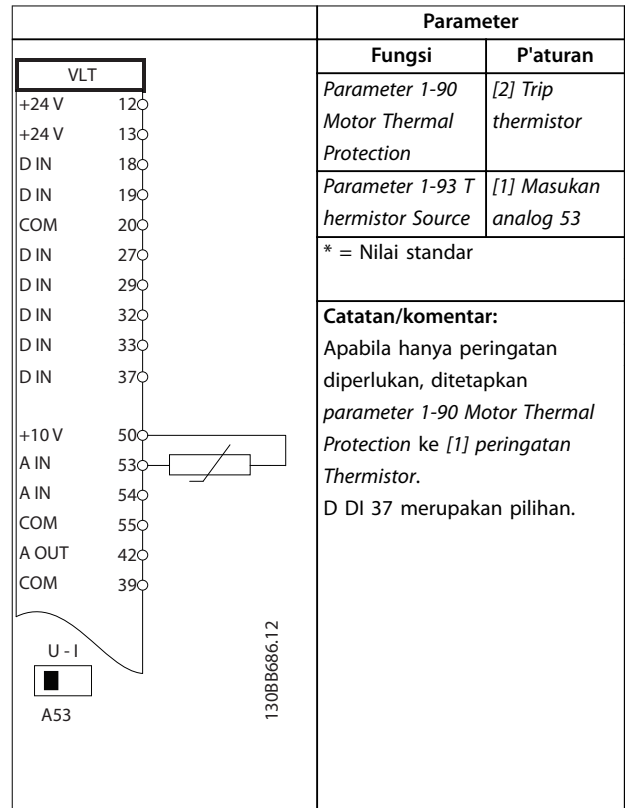 Parameter
Fungsi P'aturan
Parameter 1-90 [2] Trip
Motor Thermal thermistor
Protection
Parameter 1-93 T [1] Masukan
hermistor Source analog 53
* = Nilai standar
Catatan/komentar:
Apabila hanya peringatan
diperlukan, ditetapkan
parameter 1-90 Motor Thermal
Protection ke [1] peringatan
Thermistor.
D DI 37 merupakan pilihan.
VLT
+24 V 12
+24 V 13
D IN 18
D IN 19
COM 20
D IN 27
D IN 29
D IN 32
D IN 33
D IN 37
+10 V 50
A IN 53
A IN 54
COM 55
A OUT 42
COM 39
U - I
A53
130BB686.12